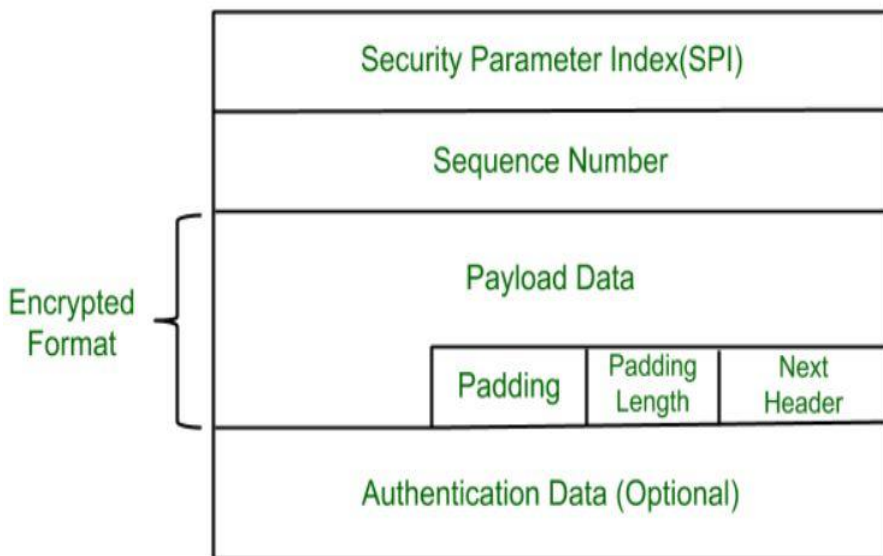 Security Parameter Index(SPI)
Sequence Number
Payload Data
Encrypted
Format
Padding
Padding
Length
Next
Header
Authentication Data (Optional)